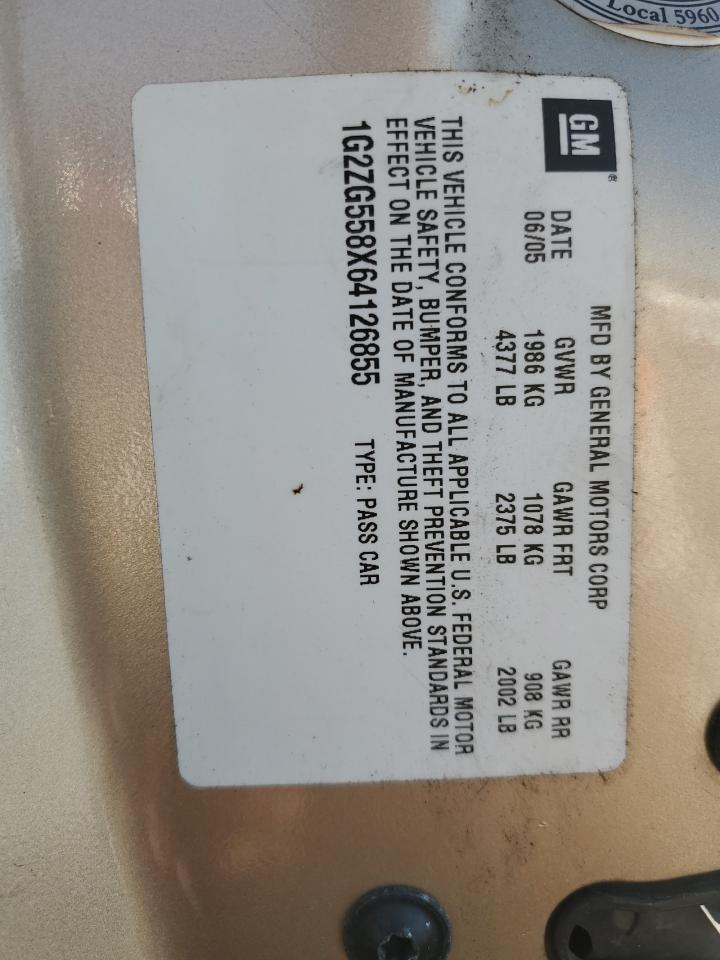 Local 5960
GM®
MFD BY GENERAL MOTORS CORP
DATE GVWR GAWR FRT GAWR RR
06/05 1986 KG 1078 KG 908 KG
4377 LB 2375 LB 2002 LB
THIS VEHICLE CONFORMS TO ALL APPLICABLE U.S. FEDERAL MOTOR
VEHICLE SAFETY, BUMPER, AND THEFT PREVENTION STANDARDS IN
EFFECT ON THE DATE OF MANUFACTURE SHOWN ABOVE.
1G2ZG558X64126855 TYPE: PASS CAR